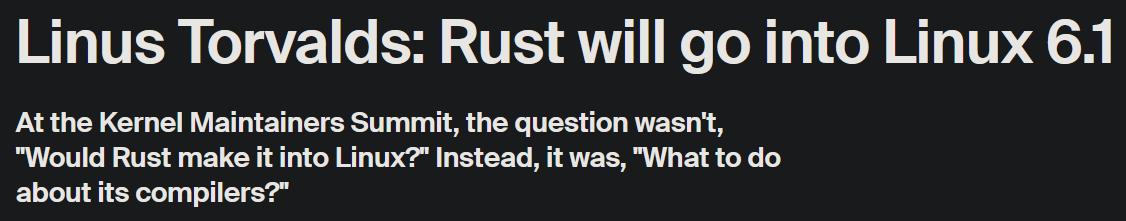 Linus Torvalds: Rust will go into Linux 6.1
At the Kernel Maintainers Summit, the question wasn't,
"Would Rust make it into Linux?" Instead, it was, "What to do
about its compilers?"